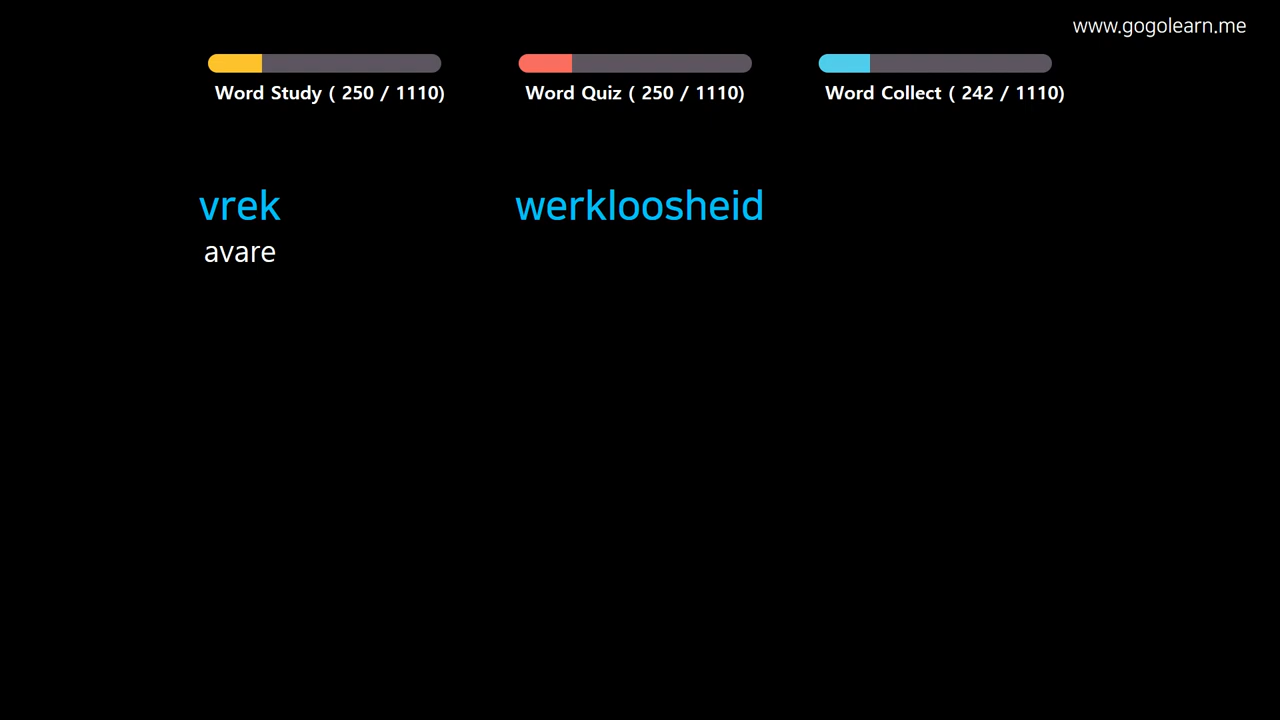 www.gogolearn.me
Word Study ( 250 / 1110)
Word Quiz ( 250 / 1110)
Word Collect ( 242 / 1110)
vrek
avare
werkloosheid